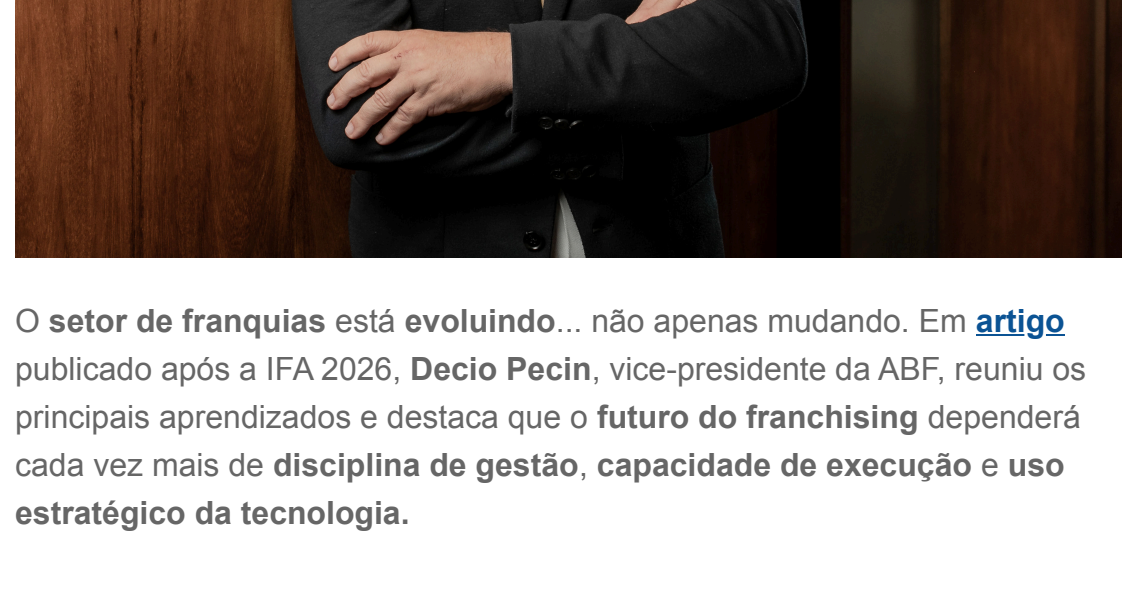 O setor de franquias está evoluindo... não apenas mudando. Em artigo
publicado após a IFA 2026, Decio Pecin, vice-presidente da ABF, reuniu os
principais aprendizados e destaca que o futuro do franchising dependerá
cada vez mais de disciplina de gestão, capacidade de execução e uso
estratégico da tecnologia.